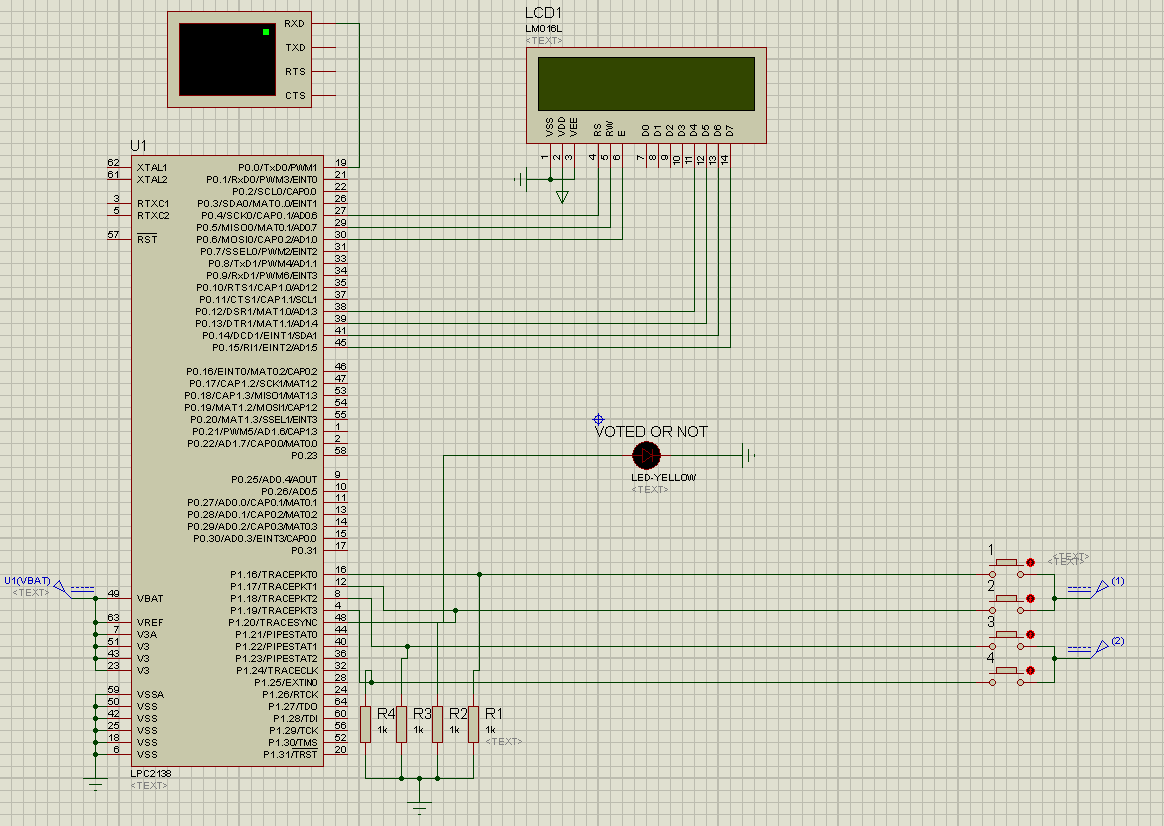 RXD
TXD
RTS
CTS
LCD1
LM016L
<TEXT>
VSS
VDD
VEE
RS
RW
E
D0
D1
D2
D3
D4
D5
D6
D7
1
2
3
4
5
6
7
8
9
10
11
12
13
14
U1
62 XTAL1
61 XTAL2
3 RTXC1
5 RTXC2
57 RST
P0.0/TxD0/PWM1 19
P0.1/RxD0/PWM3/EINT0 21
P0.2/SCL0/CAP0.0 22
P0.3/SDA0/MAT0.0/EINT1 26
P0.4/SCK0/CAP0.1/AD0.6 27
P0.5/MISO0/MAT0.1/AD0.7 29
P0.6/MOSI0/CAP0.2/AD1.0 30
P0.7/SSEL0/PWM2/EINT2 31
P0.8/TxD1/PWM4/AD1.1 33
P0.9/RxD1/PWM6/EINT3 34
P0.10/RTS1/CAP1.0/AD1.2 35
P0.11/CTS1/CAP1.1/SCL1 37
P0.12/DSR1/MAT1.0/AD1.3 38
P0.13/DTR1/MAT1.1/AD1.4 39
P0.14/DCD1/EINT1/SDA1 41
P0.15/RI1/EINT2/AD1.5 45
P0.16/EINT0/MAT0.2/CAP0.2 46
P0.17/CAP1.2/SCK1/MAT1.2 47
P0.18/CAP1.3/MISO1/MAT1.3 53
P0.19/MAT1.2/MOSI1/CAP1.2 54
P0.20/MAT1.3/SSEL1/EINT3 55
P0.21/PWM5/AD1.6/CAP1.3 1
P0.22/AD1.7/CAP0.0/MAT0.0 2
P0.23 58
P0.25/AD0.4/AOUT 9
P0.26/AD0.5 10
P0.27/AD0.0/CAP0.1/MAT0.1 11
P0.28/AD0.1/CAP0.2/MAT0.2 13
P0.29/AD0.2/CAP0.3/MAT0.3 14
P0.30/AD0.3/EINT3/CAP0.0 15
P0.31 17
P1.16/TRACEPKT0 16
P1.17/TRACEPKT1 12
P1.18/TRACEPKT2 8
P1.19/TRACEPKT3 4
P1.20/TRACESYNC 48
P1.21/PIPESTAT0 44
P1.22/PIPESTAT1 40
P1.23/PIPESTAT2 36
P1.24/TRACECLK 32
P1.25/EXTIN0 28
P1.26/RTCK 24
P1.27/TDO 64
P1.28/TDI 60
P1.29/TCK 56
P1.30/TMS 52
P1.31/TRST 20
U1(VBAT)
<TEXT>
49 VBAT
63 VREF
7 V3A
51 V3
43 V3
23 V3
59 VSSA
50 VSS
42 VSS
25 VSS
18 VSS
6 VSS
LPC2138
<TEXT>
VOTED OR NOT
LED-YELLOW
<TEXT>
1
2
3
4
<TEXT>
<TEXT>
(1)
(2)
R4
1k
R3
1k
R2
1k
R1
1k
<TEXT>